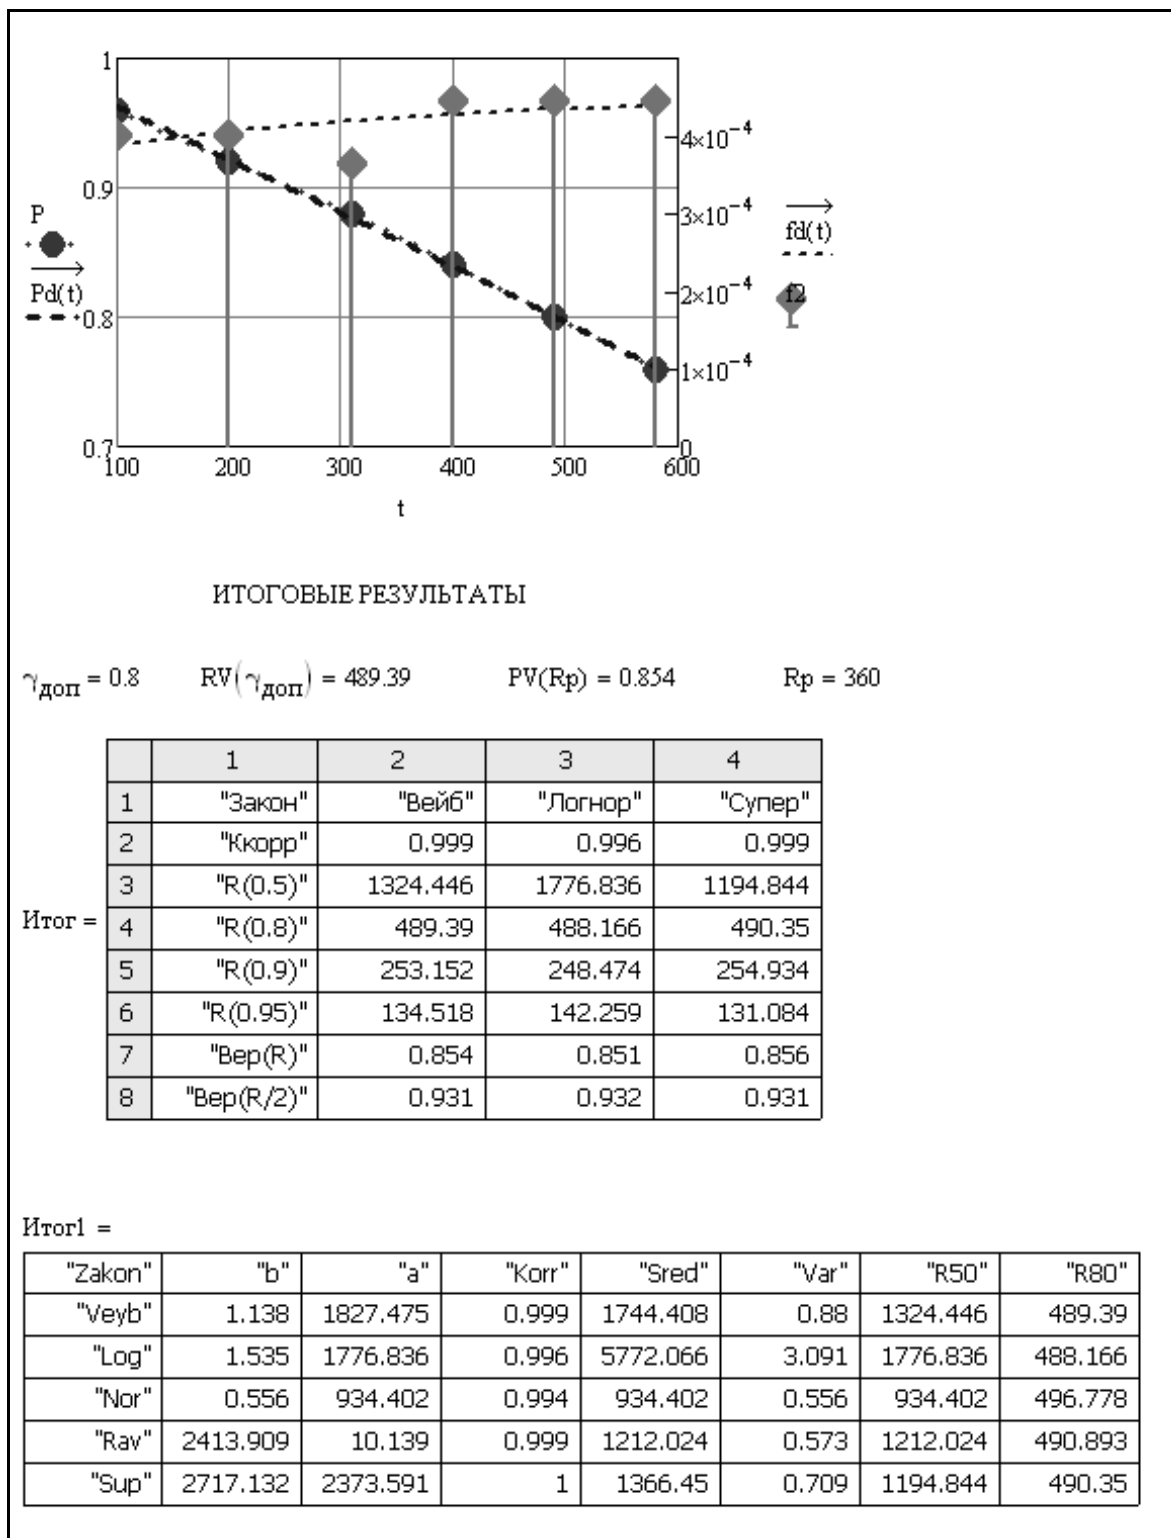 1
0.9
0.8
0.7
P
Pd(t)
4×10⁻⁴
3×10⁻⁴
2×10⁻⁴
1×10⁻⁴
0
fd(t)
f2
100 200 300 400 500 600
t
ИТОГОВЫЕ РЕЗУЛЬТАТЫ
γдоп = 0.8 RV(γдоп) = 489.39 PV(Rp) = 0.854 Rp = 360
Итог =
1 2 3 4
1 "Закон" "Вейб" "Логнор" "Супер"
2 "Ккорр" 0.999 0.996 0.999
3 "R(0.5)" 1324.446 1776.836 1194.844
4 "R(0.8)" 489.39 488.166 490.35
5 "R(0.9)" 253.152 248.474 254.934
6 "R(0.95)" 134.518 142.259 131.084
7 "Вер(R)" 0.854 0.851 0.856
8 "Вер(R/2)" 0.931 0.932 0.931
Итог1 =
"Zakon" "b" "a" "Korr" "Sred" "Var" "R50" "R80"
"Veyb" 1.138 1827.475 0.999 1744.408 0.88 1324.446 489.39
"Log" 1.535 1776.836 0.996 5772.066 3.091 1776.836 488.166
"Nor" 0.556 934.402 0.994 934.402 0.556 934.402 496.778
"Rav" 2413.909 10.139 0.999 1212.024 0.573 1212.024 490.893
"Sup" 2717.132 2373.591 1 1366.45 0.709 1194.844 490.35